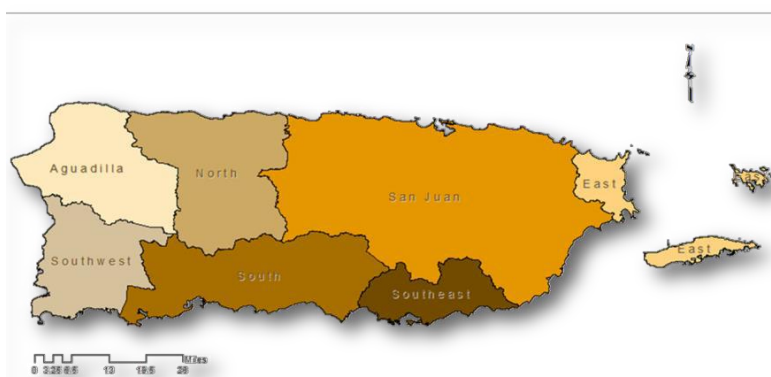 N
Aguadilla
North
San Juan
East
East
Southwest
South
Southeast
East
Miles
0 3.25 6.5 13 19.5 26